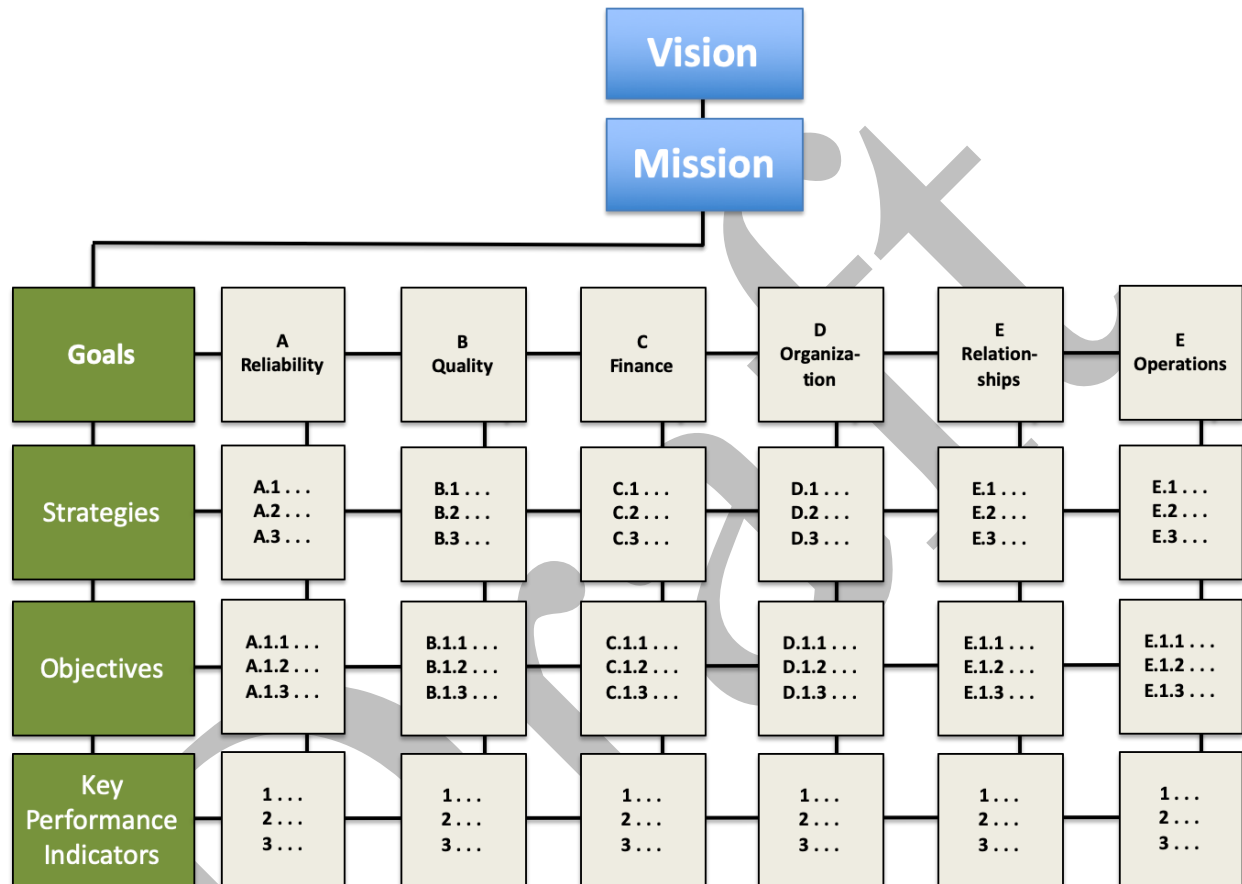 Vision
Mission
Goals
A
Reliability
B
Quality
C
Finance
D
Organiza-
tion
E
Relation-
ships
E
Operations
Strategies
A.1 . . .
A.2 . . .
A.3 . . .
B.1 . . .
B.2 . . .
B.3 . . .
C.1 . . .
C.2 . . .
C.3 . . .
D.1 . . .
D.2 . . .
D.3 . . .
E.1 . . .
E.2 . . .
E.3 . . .
E.1 . . .
E.2 . . .
E.3 . . .
Objectives
A.1.1 . . .
A.1.2 . . .
A.1.3 . . .
B.1.1 . . .
B.1.2 . . .
B.1.3 . . .
C.1.1 . . .
C.1.2 . . .
C.1.3 . . .
D.1.1 . . .
D.1.2 . . .
D.1.3 . . .
E.1.1 . . .
E.1.2 . . .
E.1.3 . . .
E.1.1 . . .
E.1.2 . . .
E.1.3 . . .
Key
Performance
Indicators
1 . . .
2 . . .
3 . . .
1 . . .
2 . . .
3 . . .
1 . . .
2 . . .
3 . . .
1 . . .
2 . . .
3 . . .
1 . . .
2 . . .
3 . . .
1 . . .
2 . . .
3 . . .
Draft